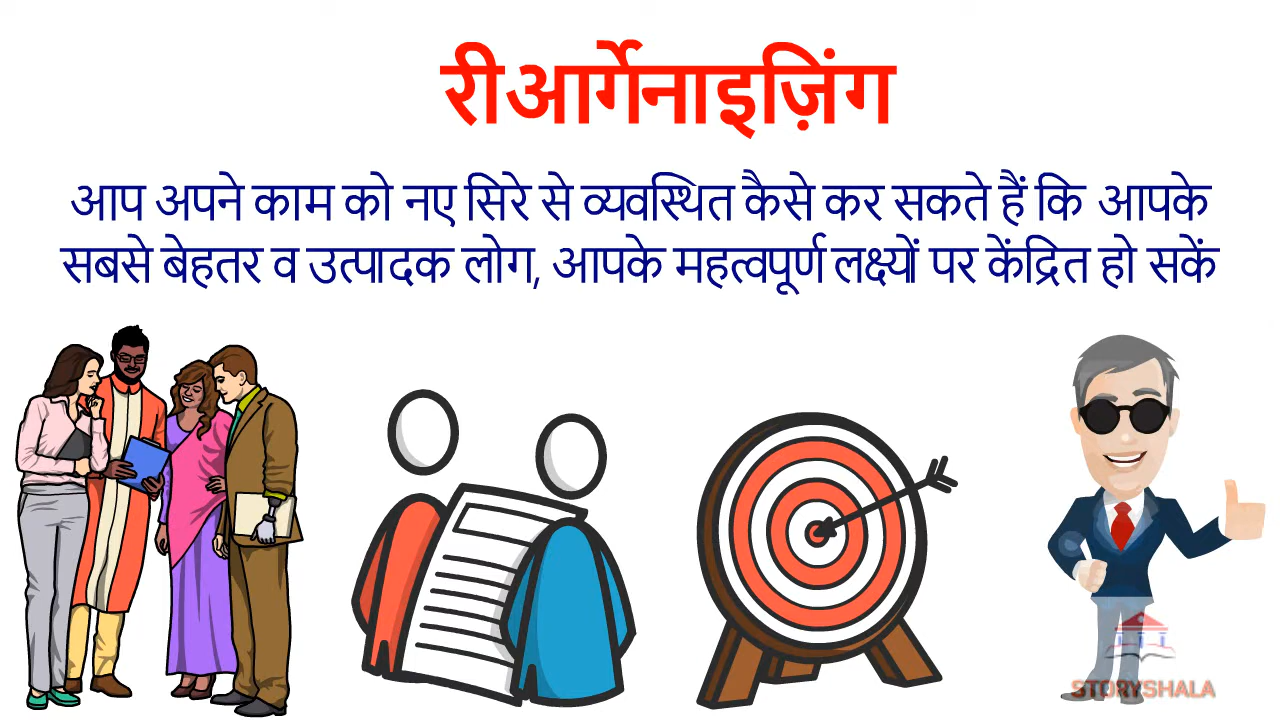 रीआर्गेनाइज़िंग
आप अपने काम को नए सिरे से व्यवस्थित कैसे कर सकते हैं कि आपके
सबसे बेहतर व उत्पादक लोग, आपके महत्वपूर्ण लक्ष्यों पर केंद्रित हो सकें
STORYSHALA